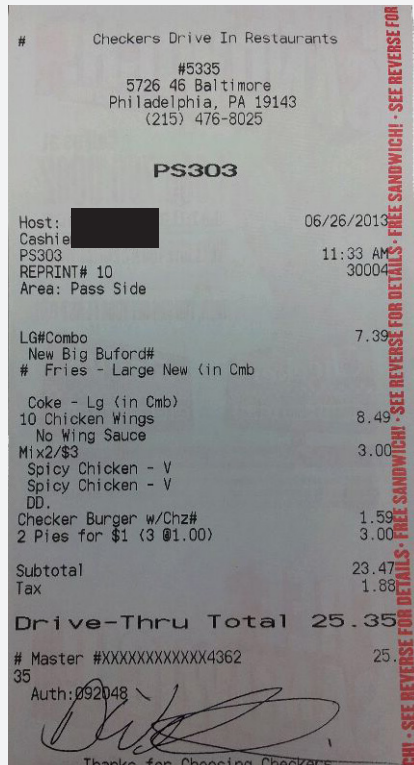 # Checkers Drive In Restaurants
#5335
5726 46 Baltimore
Philadelphia, PA 19143
(215) 476-8025
PS303
Host: 06/26/2013
Cashie
PS303 11:33 AM
REPRINT# 10 30004
Area: Pass Side
LG#Combo 7.39
New Big Buford#
# Fries - Large New (in Cmb
Coke - Lg (in Cmb)
10 Chicken Wings 8.49
No Wing Sauce
Mix2/$3 3.00
Spicy Chicken - V
Spicy Chicken - V
DD.
Checker Burger w/Chz# 1.59
2 Pies for $1 (3 @1.00) 3.00
Subtotal 23.47
Tax 1.88
Drive-Thru Total 25.35
# Master #XXXXXXXXXXXX4362 25.
35
Auth:092048
Thanks for Choosing Checkers
CH! · SEE REVERSE FOR DETAILS · FREE SANDWICH! · SEE REVERSE FOR DETAILS · FREE SANDWICH! · SEE REVERSE FOR